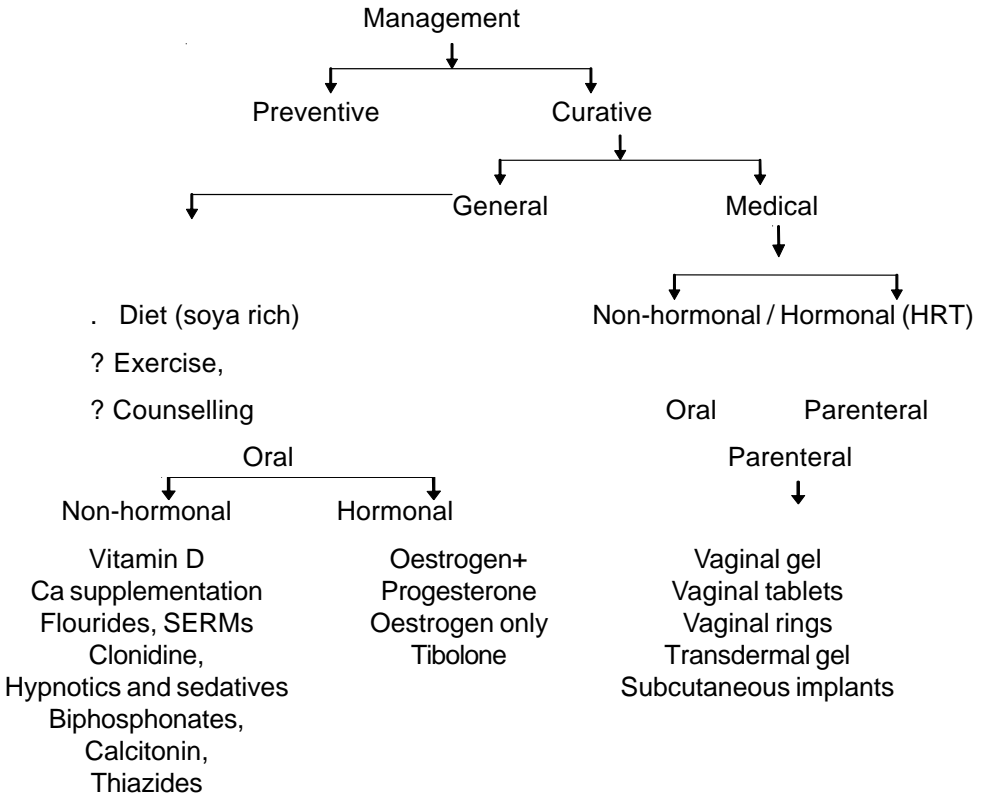 Management
Preventive Curative
General Medical
. Diet (soya rich) Non-hormonal / Hormonal (HRT)
? Exercise,
? Counselling Oral Parenteral
Oral Parenteral
Non-hormonal Hormonal
Vitamin D Oestrogen+ Vaginal gel
Ca supplementation Progesterone Vaginal tablets
Flourides, SERMs Oestrogen only Vaginal rings
Clonidine, Tibolone Transdermal gel
Hypnotics and sedatives Subcutaneous implants
Biphosphonates,
Calcitonin,
Thiazides